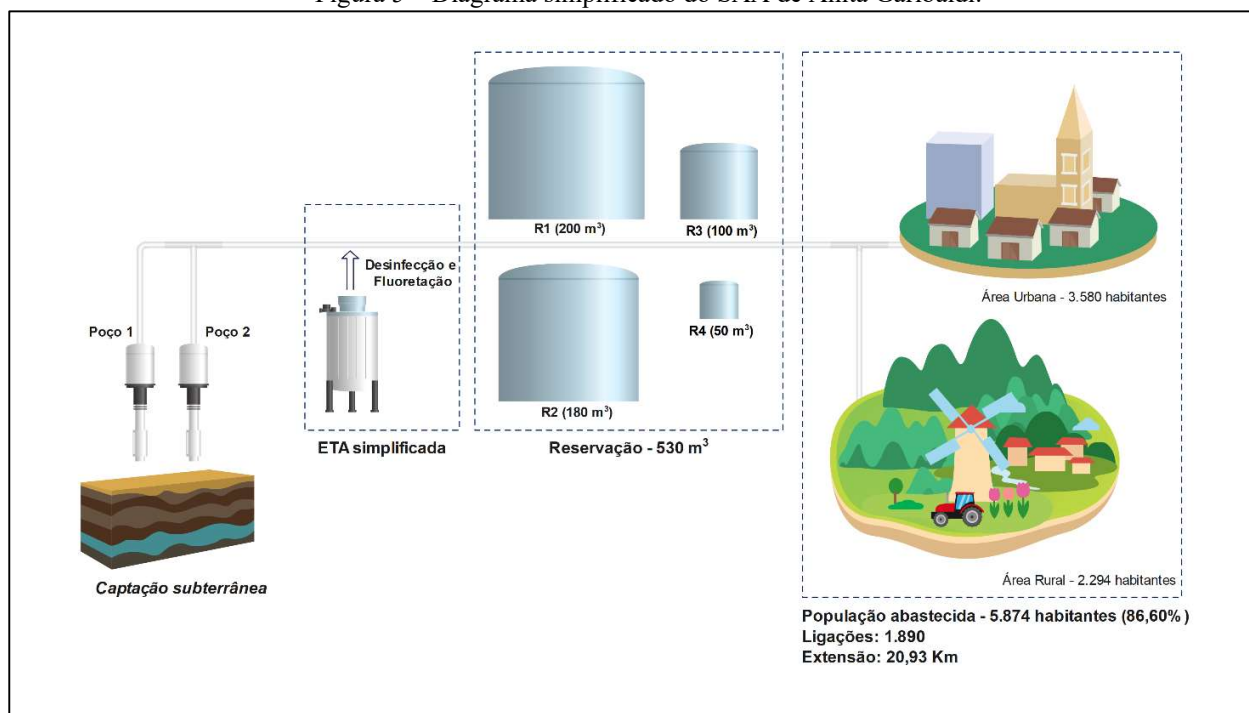 Figura 3 – Diagrama simplificado do SAA de Anita Garibaldi.
Poço 1
Poço 2
Captação subterrânea
Desinfecção e
Fluoretação
ETA simplificada
R1 (200 m³)
R3 (100 m³)
R2 (180 m³)
R4 (50 m³)
Reservação - 530 m³
Área Urbana - 3.580 habitantes
Área Rural - 2.294 habitantes
População abastecida - 5.874 habitantes (86,60%)
Ligações: 1.890
Extensão: 20,93 Km